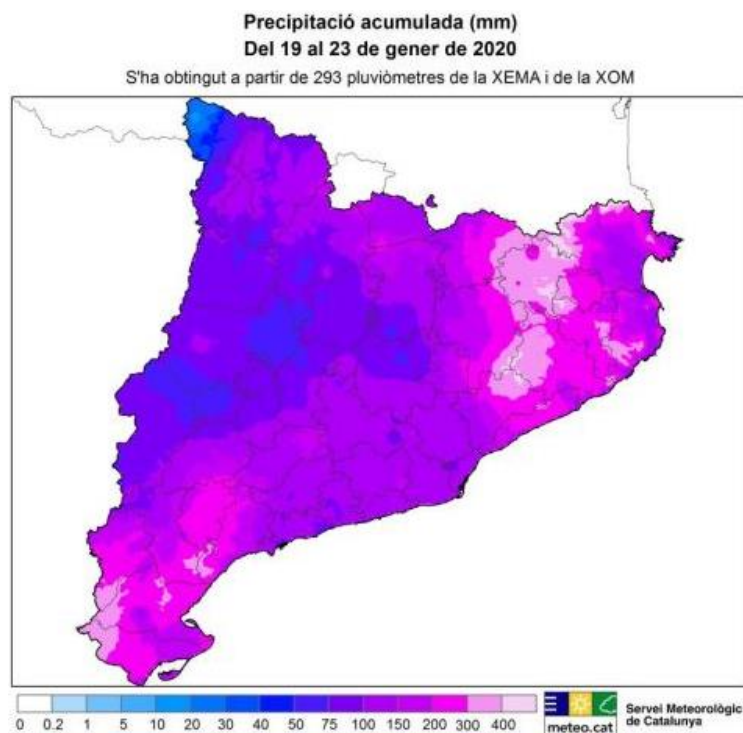 Precipitació acumulada (mm)
Del 19 al 23 de gener de 2020
S'ha obtingut a partir de 293 pluviòmetres de la XEMA i de la XOM
0 0.2 1 5 10 20 30 40 50 75 100 150 200 300 400
meteo.cat
Servei Meteorològic
de Catalunya